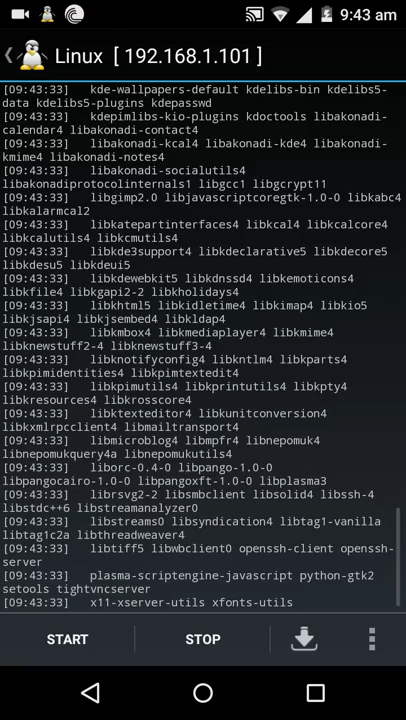 9:43 am
Linux [ 192.168.1.101 ]
[09:43:33] kde-wallpapers-default kdelibs-bin kdelibs5-
data kdelibs5-plugins kdepasswd
[09:43:33] kdepimlibs-kio-plugins kdoctools libakonadi-
calendar4 libakonadi-contact4
[09:43:33] libakonadi-kcal4 libakonadi-kde4 libakonadi-
kmime4 libakonadi-notes4
[09:43:33] libakonadi-socialutils4
libakonadiprotocolinternals1 libgcc1 libgcrypt11
[09:43:33] libgimp2.0 libjavascriptcoregtk-1.0-0 libkabc4
libkalarmcal2
[09:43:33] libkatepartinterfaces4 libkcal4 libkcalcore4
libkcalutils4 libkcmutils4
[09:43:33] libkde3support4 libkdeclarative5 libkdecore5
libkdesu5 libkdeui5
[09:43:33] libkdewebkit5 libkdnssd4 libkemoticons4
libkfile4 libkgapi2-2 libkholidays4
[09:43:33] libkhtml5 libkidletime4 libkimap4 libkio5
libkjsapi4 libkjsembed4 libkldap4
[09:43:33] libkmbox4 libkmediaplayer4 libkmime4
libknewstuff2-4 libknewstuff3-4
[09:43:33] libknotifyconfig4 libkntlm4 libkparts4
libkpimidentities4 libkpimtextedit4
[09:43:33] libkpimutils4 libkprintutils4 libkpty4
libkresources4 libkrosscore4
[09:43:33] libktexteditor4 libkunitconversion4
libkxmlrpcclient4 libmailtransport4
[09:43:33] libmicroblog4 libmpfr4 libnepomuk4
libnepomukquery4a libnepomukutils4
[09:43:33] liborc-0.4-0 libpango-1.0-0
libpangocairo-1.0-0 libpangoxft-1.0-0 libplasma3
[09:43:33] librsvg2-2 libsmbclient libsolid4 libssh-4
libstdc++6 libstreamanalyzer0
[09:43:33] libstreams0 libsyndication4 libtag1-vanilla
libtag1c2a libthreadweaver4
[09:43:33] libtiff5 libwbclient0 openssh-client openssh-
server
[09:43:33] plasma-scriptengine-javascript python-gtk2
setools tightvncserver
[09:43:33] x11-xserver-utils xfonts-utils
START STOP